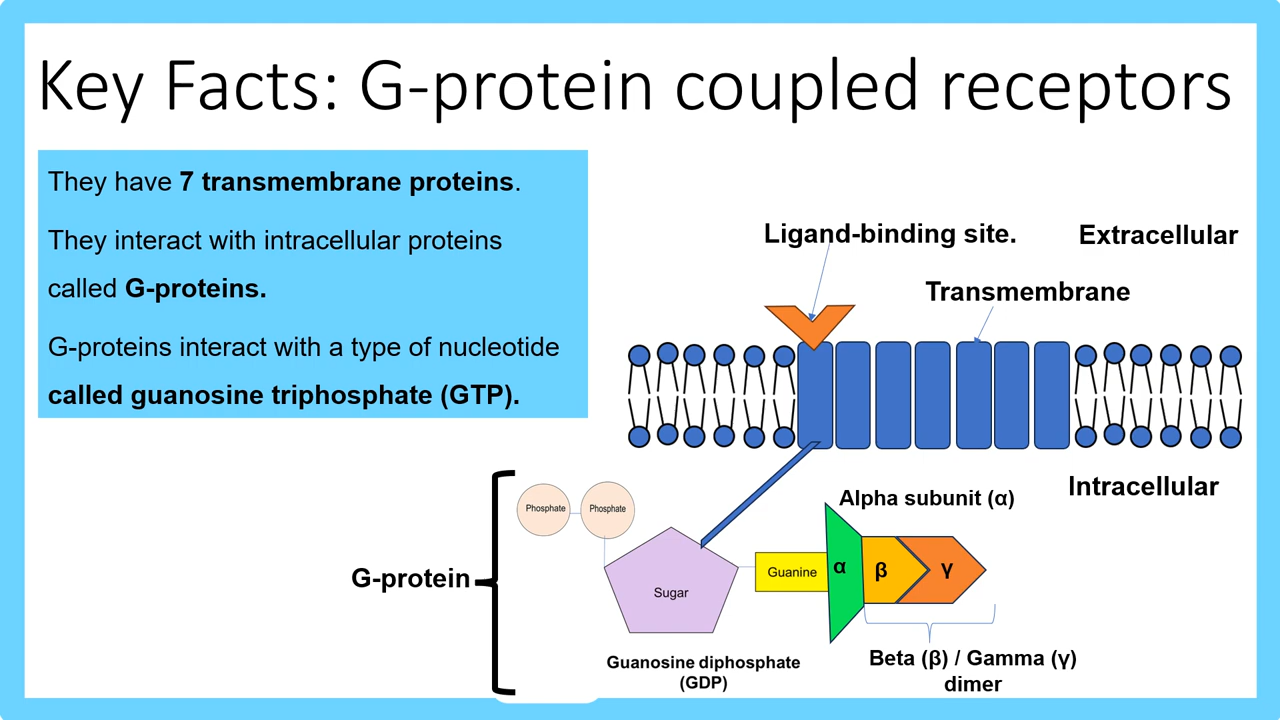 Key Facts: G-protein coupled receptors
They have 7 transmembrane proteins.
They interact with intracellular proteins
called G-proteins.
G-proteins interact with a type of nucleotide
called guanosine triphosphate (GTP).
Ligand-binding site.
Extracellular
Transmembrane
Intracellular
Alpha subunit (α)
Phosphate
Phosphate
G-protein
Sugar
Guanine
α
β
γ
Guanosine diphosphate
(GDP)
Beta (β) / Gamma (γ)
dimer